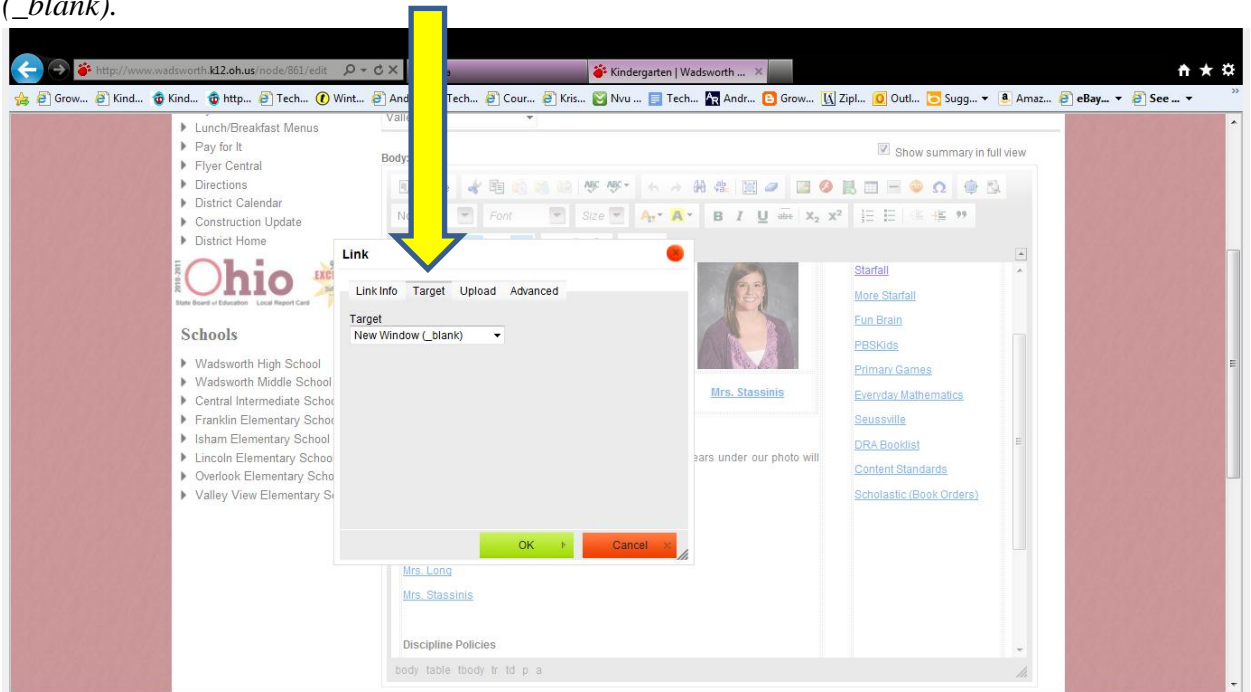 (_blank).
http://www.wadsworth.k12.oh.us/node/861/edit
Kindergarten | Wadsworth ...
Grow... Kind... Kind... http... Tech... Wint... And Tech... Cour... Kris... Nvu ... Tech... Andr... Grow... Zipl... Outl... Sugg... Amaz... eBay... See ...
Lunch/Breakfast Menus
Pay for It
Flyer Central
Directions
District Calendar
Construction Update
District Home
2010-2011
Ohio
State Board of Education Local Report Card
Schools
Wadsworth High School
Wadsworth Middle School
Central Intermediate Schoo
Franklin Elementary Schoo
Isham Elementary School
Lincoln Elementary Schoo
Overlook Elementary Scho
Valley View Elementary S
Valle
Show summary in full view
Body:
Font Size
B I U abc X2 X2
Link
Link Info Target Upload Advanced
Target
New Window (_blank)
OK Cancel
Mrs. Stassinis
ears under our photo will
Starfall
More Starfall
Fun Brain
PBSKids
Primary Games
Everyday Mathematics
Seussville
DRA Booklist
Content Standards
Scholastic (Book Orders)
Mrs. Long
Mrs. Stassinis
Discipline Policies
body table tbody tr td p a